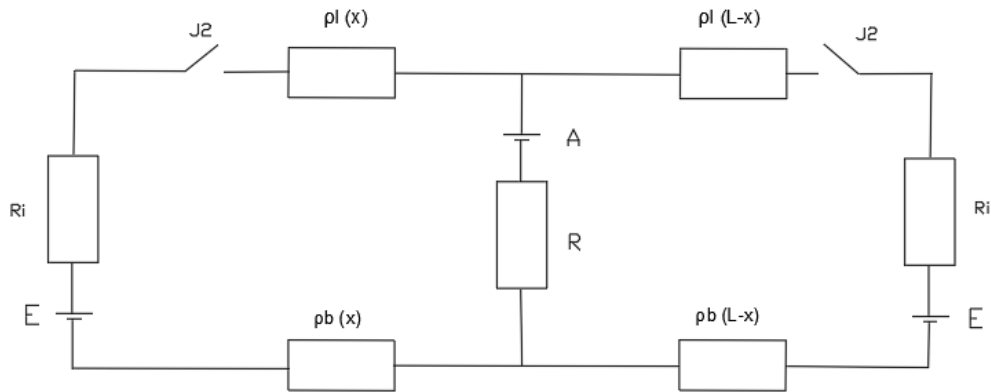 ρl (x)
ρl (L-x)
J2
J2
A
Ri
R
Ri
E
ρb (x)
ρb (L-x)
E